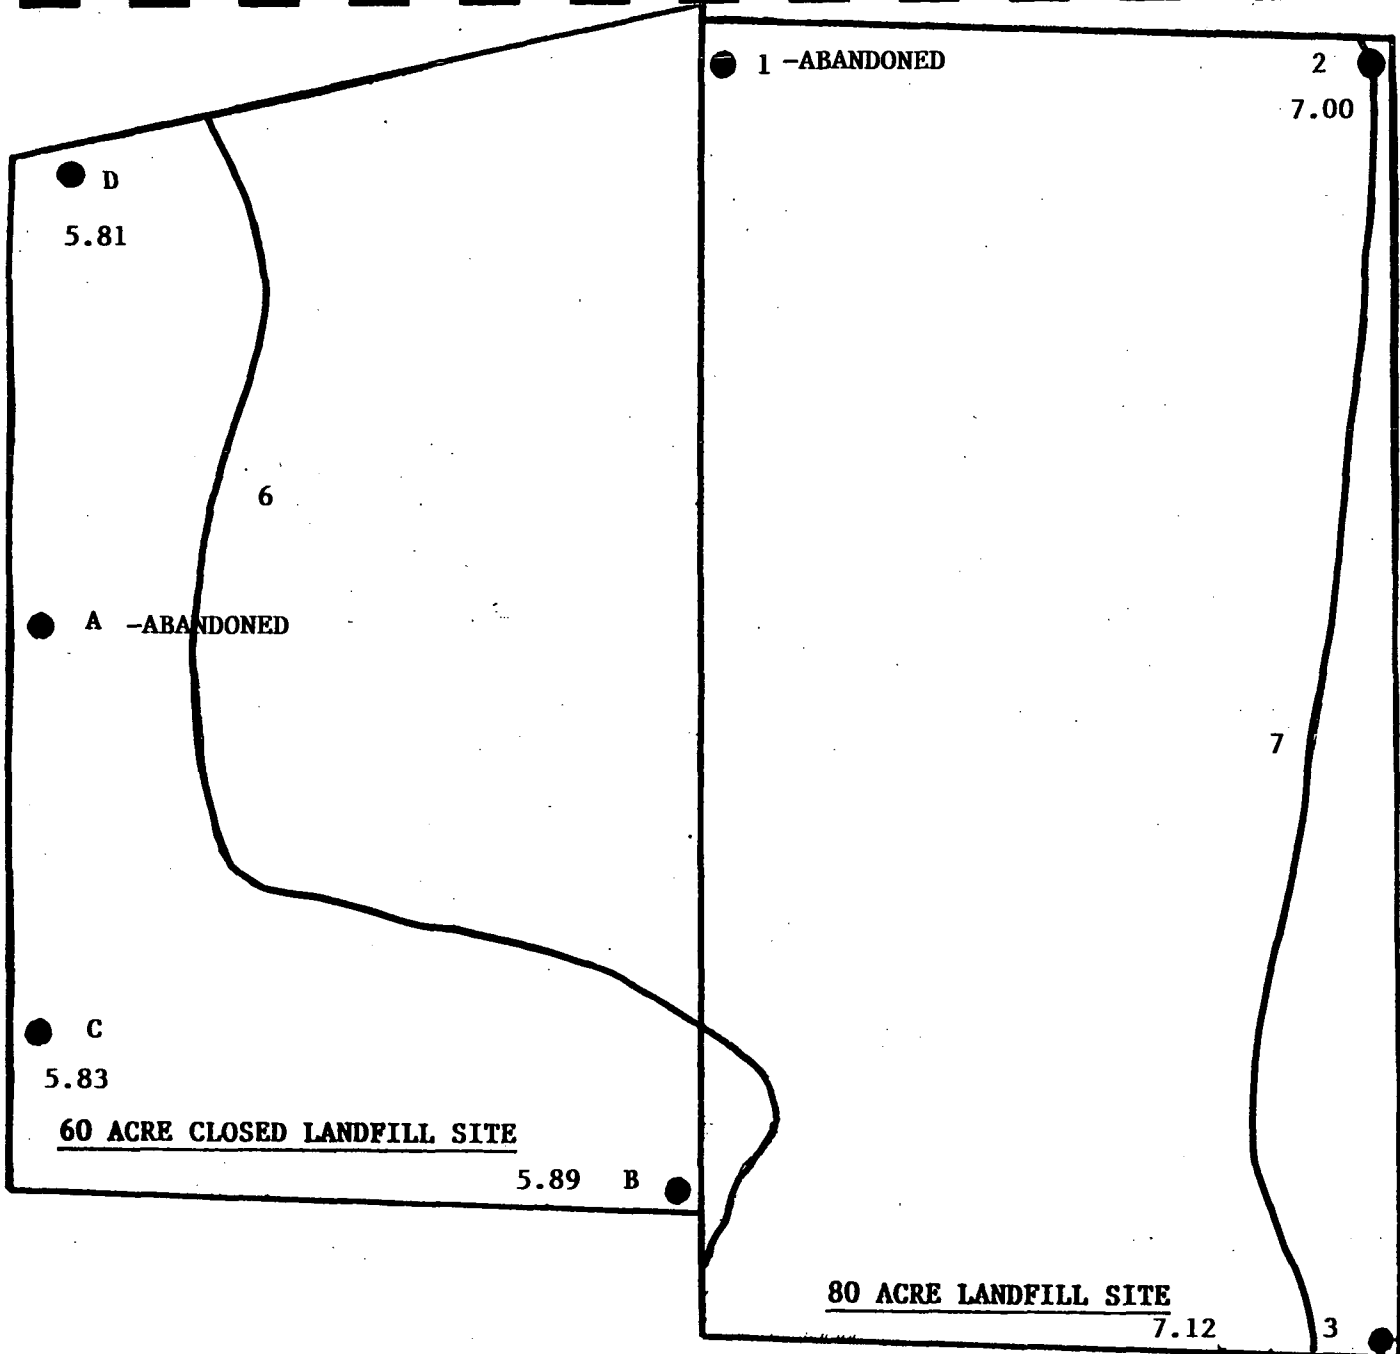 1 -ABANDONED
2
7.00
D
5.81
6
A -ABANDONED
7
C
5.83
60 ACRE CLOSED LANDFILL SITE
5.89 B
80 ACRE LANDFILL SITE
7.12 3